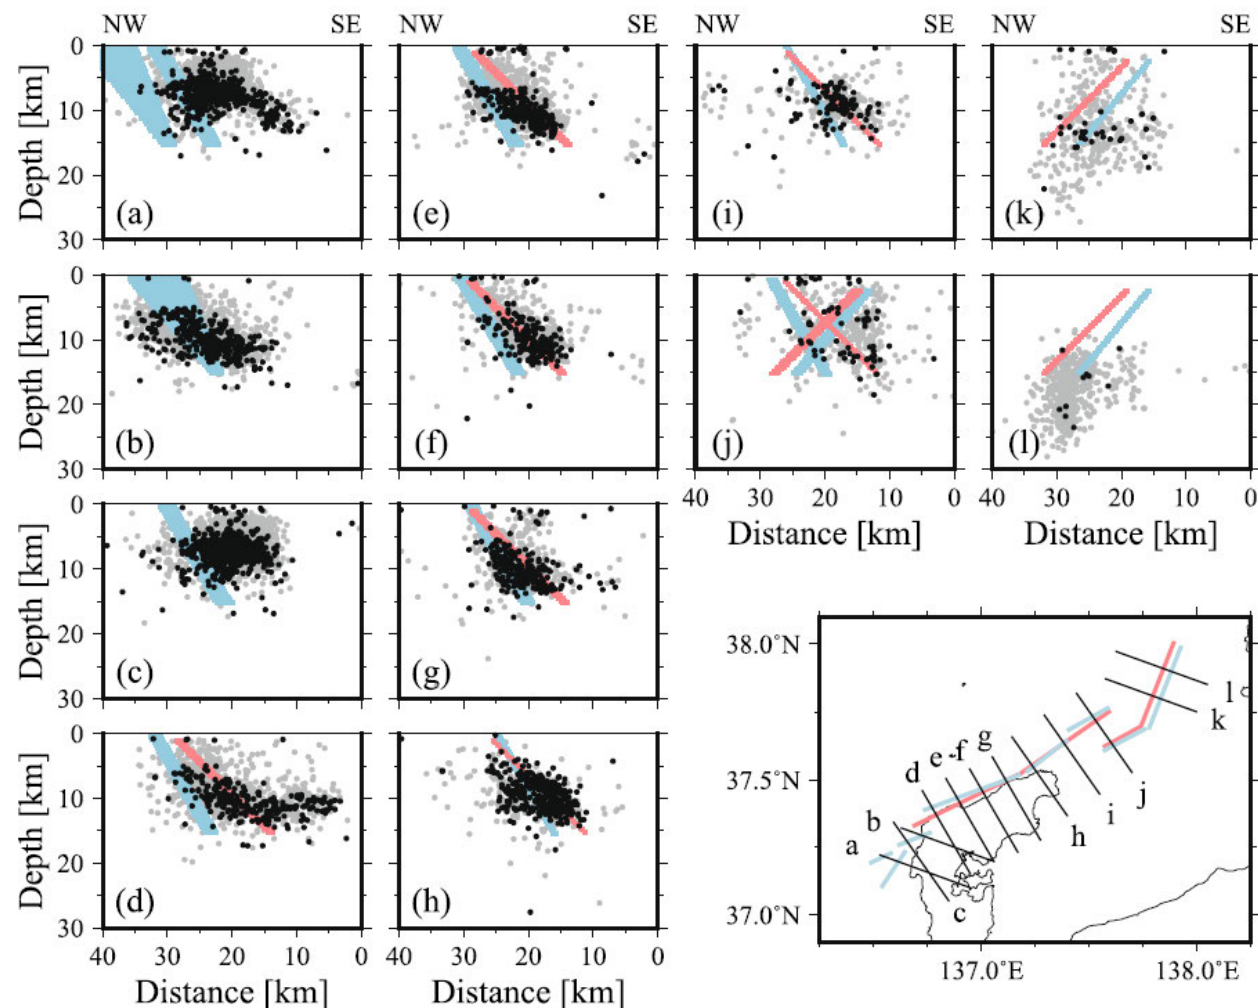 NW SE NW SE NW SE NW SE
0
10
20
30
Depth [km]
(a)
(e)
(i)
(k)
0
10
20
30
Depth [km]
(b)
(f)
(j)
(l)
40 30 20 10 0 40 30 20 10 0
Distance [km] Distance [km]
0
10
20
30
Depth [km]
(c)
(g)
0
10
20
30
Depth [km]
(d)
(h)
40 30 20 10 0 40 30 20 10 0
Distance [km] Distance [km]
38.0˚N
37.5˚N
37.0˚N
137.0˚E 138.0˚E
l
k
g
f
e
d
j
i
h
b
a
c